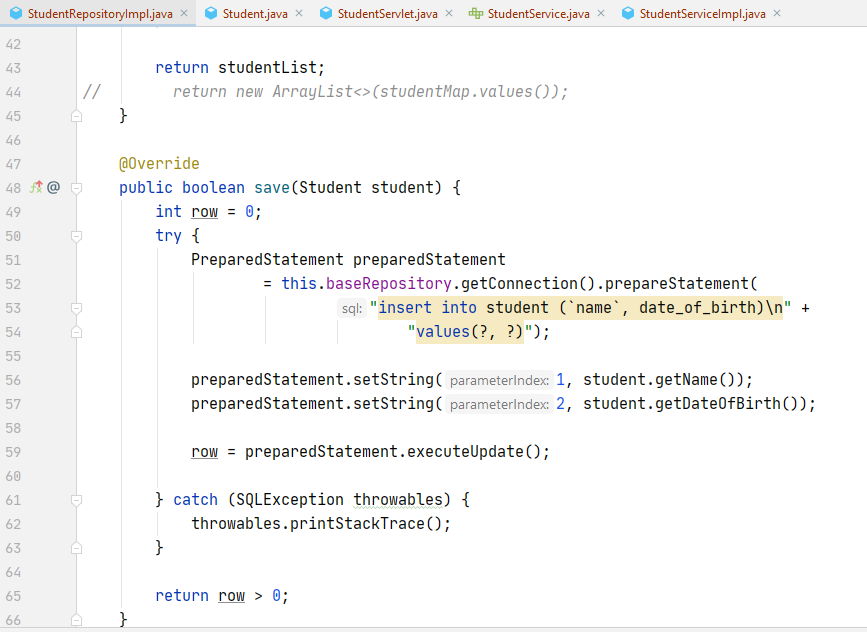 StudentRepositoryImpl.java × Student.java × StudentServlet.java × StudentService.java × StudentServiceImpl.java ×
42
43 return studentList;
44 // return new ArrayList<>(studentMap.values());
45 }
46
47 @Override
48 @ public boolean save(Student student) {
49 int row = 0;
50 try {
51 PreparedStatement preparedStatement
52 = this.baseRepository.getConnection().prepareStatement(
53 sql: "insert into student (`name`, date_of_birth)\n" +
54 "values(?, ?)");
55
56 preparedStatement.setString( parameterIndex: 1, student.getName());
57 preparedStatement.setString( parameterIndex: 2, student.getDateOfBirth());
58
59 row = preparedStatement.executeUpdate();
60
61 } catch (SQLException throwables) {
62 throwables.printStackTrace();
63 }
64
65 return row > 0;
66 }